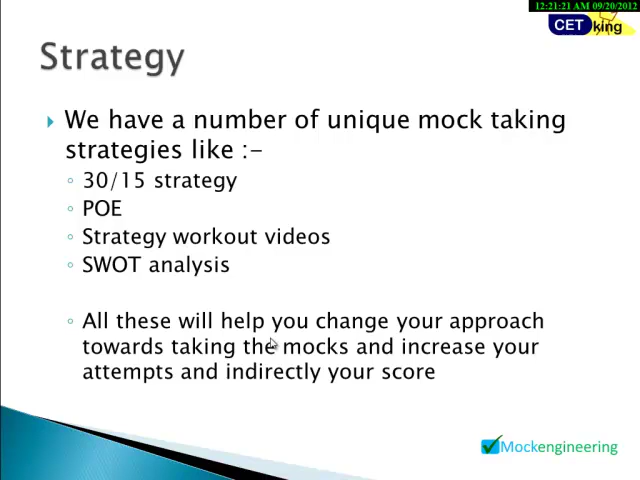 12:21:21 AM 09/20/2012
CET king
Strategy
We have a number of unique mock taking
strategies like :-
30/15 strategy
POE
Strategy workout videos
SWOT analysis
All these will help you change your approach
towards taking the mocks and increase your
attempts and indirectly your score
Mockengineering